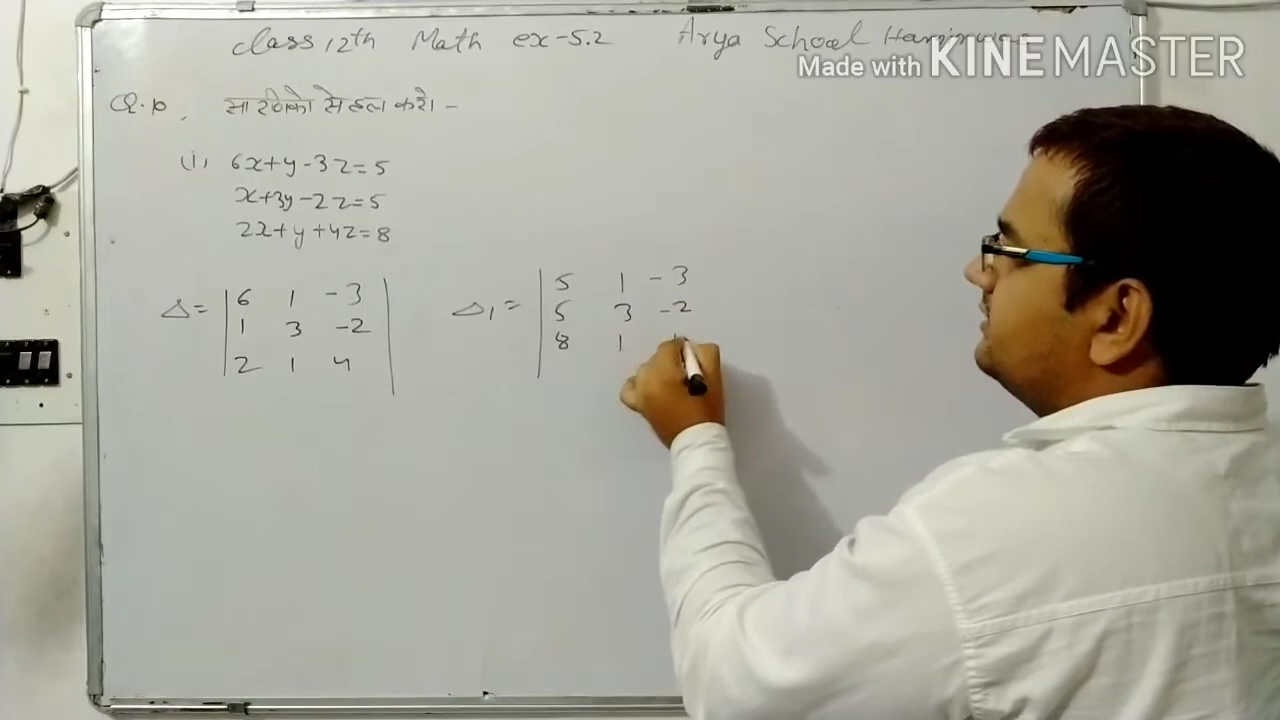 class 12th Math ex-5.2 Arya School
Made with KINEMASTER
Q.10. सारणिको से हल करो -
(i) 6x+y-3z=5
x+3y-2z=5
2x+y+4z=8
Δ= | 6 1 -3 |
| 1 3 -2 |
| 2 1 4 |
Δ₁= | 5 1 -3
| 5 3 -2
| 8 1